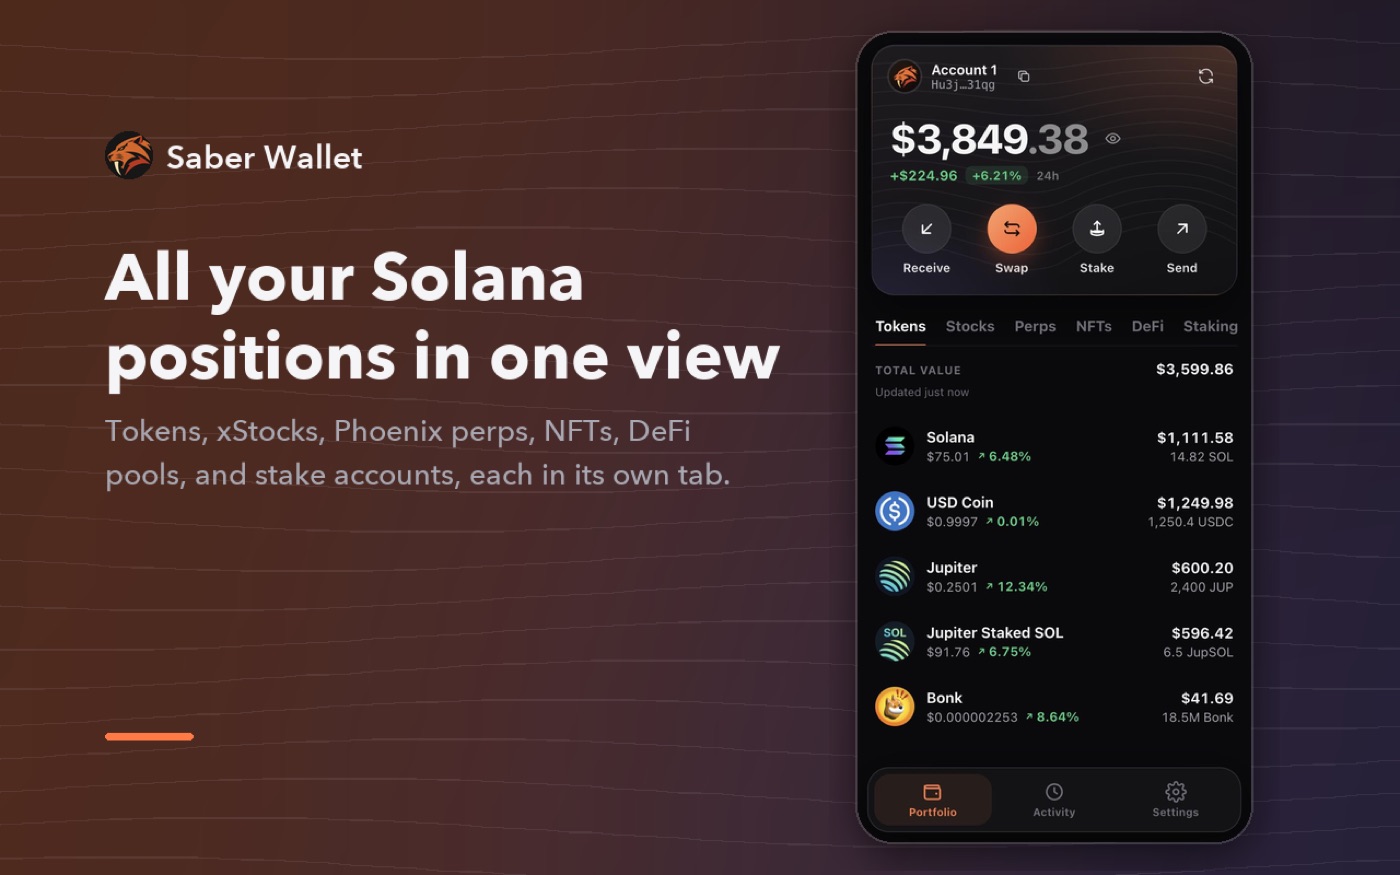 Saber Wallet
All your Solana
positions in one view
Tokens, xStocks, Phoenix perps, NFTs, DeFi
pools, and stake accounts, each in its own tab.
Account 1
Hu3j…31qg
$3,849.38
+$224.96 +6.21% 24h
Receive Swap Stake Send
Tokens Stocks Perps NFTs DeFi Staking
TOTAL VALUE $3,599.86
Updated just now
Solana $1,111.58
$75.01 ↗ 6.48% 14.82 SOL
USD Coin $1,249.98
$0.9997 ↗ 0.01% 1,250.4 USDC
Jupiter $600.20
$0.2501 ↗ 12.34% 2,400 JUP
SOL
Jupiter Staked SOL $596.42
$91.76 ↗ 6.75% 6.5 JupSOL
Bonk $41.69
$0.000002253 ↗ 8.64% 18.5M Bonk
Portfolio Activity Settings